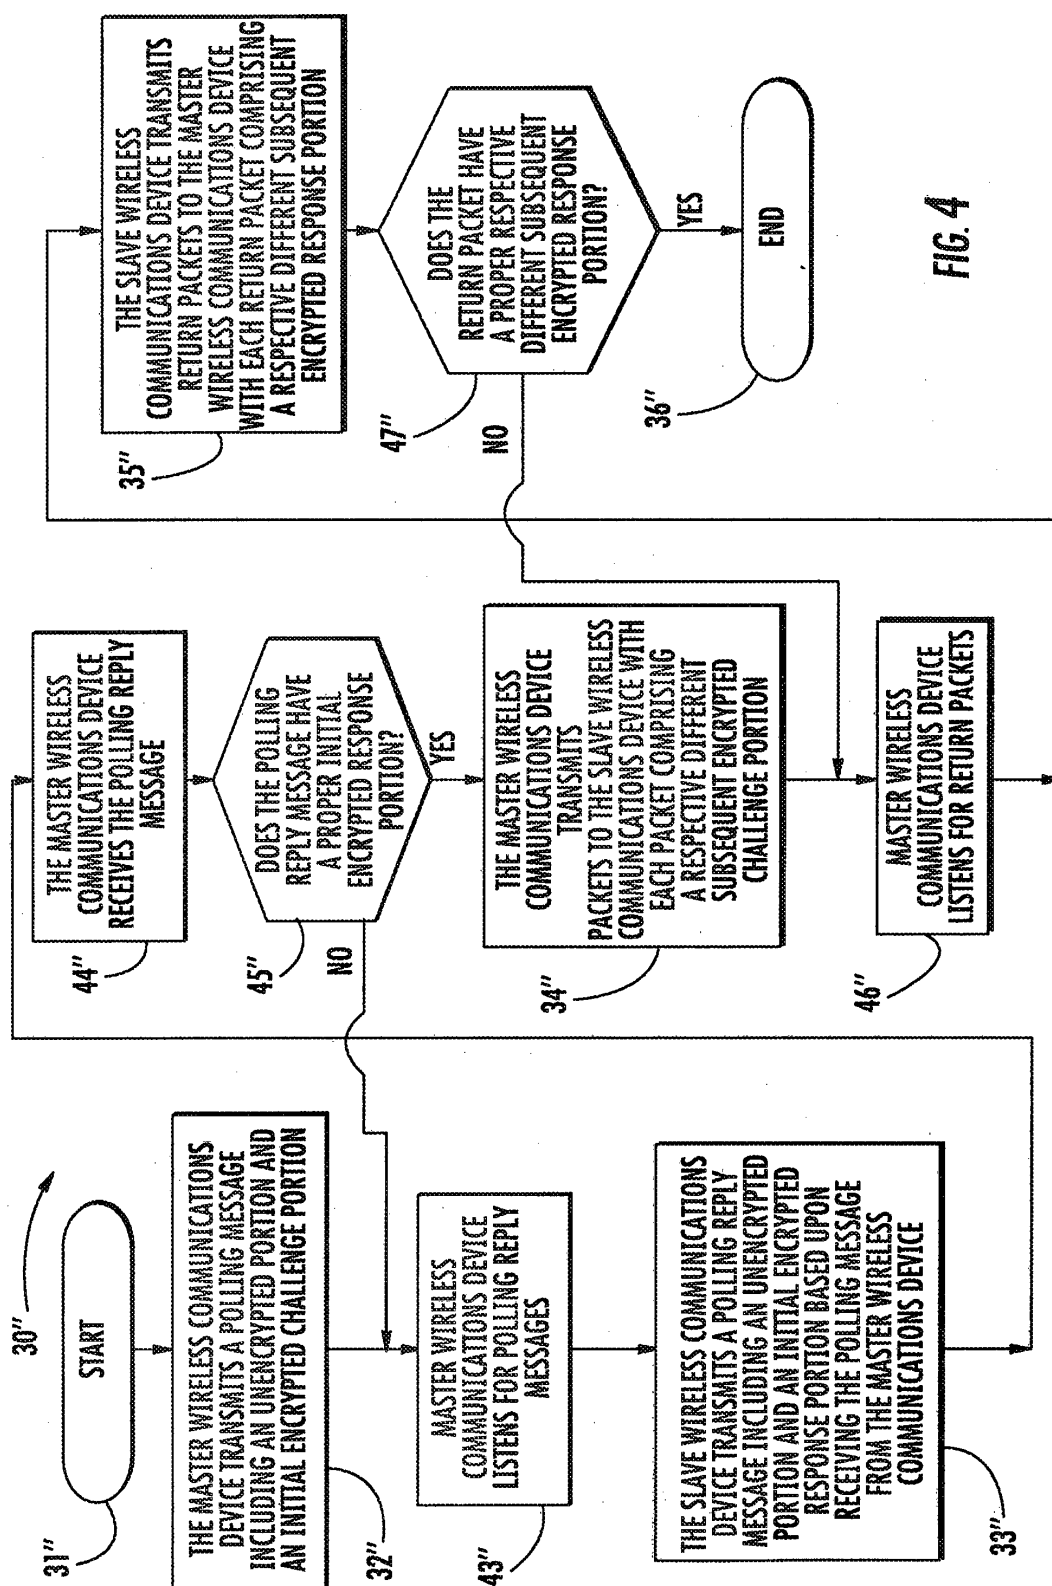 30"
START
31"
THE MASTER WIRELESS COMMUNICATIONS
DEVICE TRANSMITS A POLLING MESSAGE
INCLUDING AN UNENCRYPTED PORTION AND
AN INITIAL ENCRYPTED CHALLENGE PORTION
32"
MASTER WIRELESS
COMMUNICATIONS DEVICE
LISTENS FOR POLLING REPLY
MESSAGES
43"
THE SLAVE WIRELESS COMMUNICATIONS
DEVICE TRANSMITS A POLLING REPLY
MESSAGE INCLUDING AN UNENCRYPTED
PORTION AND AN INITIAL ENCRYPTED
RESPONSE PORTION BASED UPON
RECEIVING THE POLLING MESSAGE
FROM THE MASTER WIRELESS
COMMUNICATIONS DEVICE
33"
THE MASTER WIRELESS
COMMUNICATIONS DEVICE
RECEIVES THE POLLING REPLY
MESSAGE
44"
DOES THE POLLING
REPLY MESSAGE HAVE
A PROPER INITIAL
ENCRYPTED RESPONSE
PORTION?
45"
NO
YES
THE MASTER WIRELESS
COMMUNICATIONS DEVICE
TRANSMITS
PACKETS TO THE SLAVE WIRELESS
COMMUNICATIONS DEVICE WITH
EACH PACKET COMPRISING
A RESPECTIVE DIFFERENT
SUBSEQUENT ENCRYPTED
CHALLENGE PORTION
34"
MASTER WIRELESS
COMMUNICATIONS DEVICE
LISTENS FOR RETURN PACKETS
46"
THE SLAVE WIRELESS
COMMUNICATIONS DEVICE TRANSMITS
RETURN PACKETS TO THE MASTER
WIRELESS COMMUNICATIONS DEVICE
WITH EACH RETURN PACKET COMPRISING
A RESPECTIVE DIFFERENT SUBSEQUENT
ENCRYPTED RESPONSE PORTION
35"
DOES THE
RETURN PACKET HAVE
A PROPER RESPECTIVE
DIFFERENT SUBSEQUENT
ENCRYPTED RESPONSE
PORTION?
47"
NO
YES
END
36"
FIG. 4